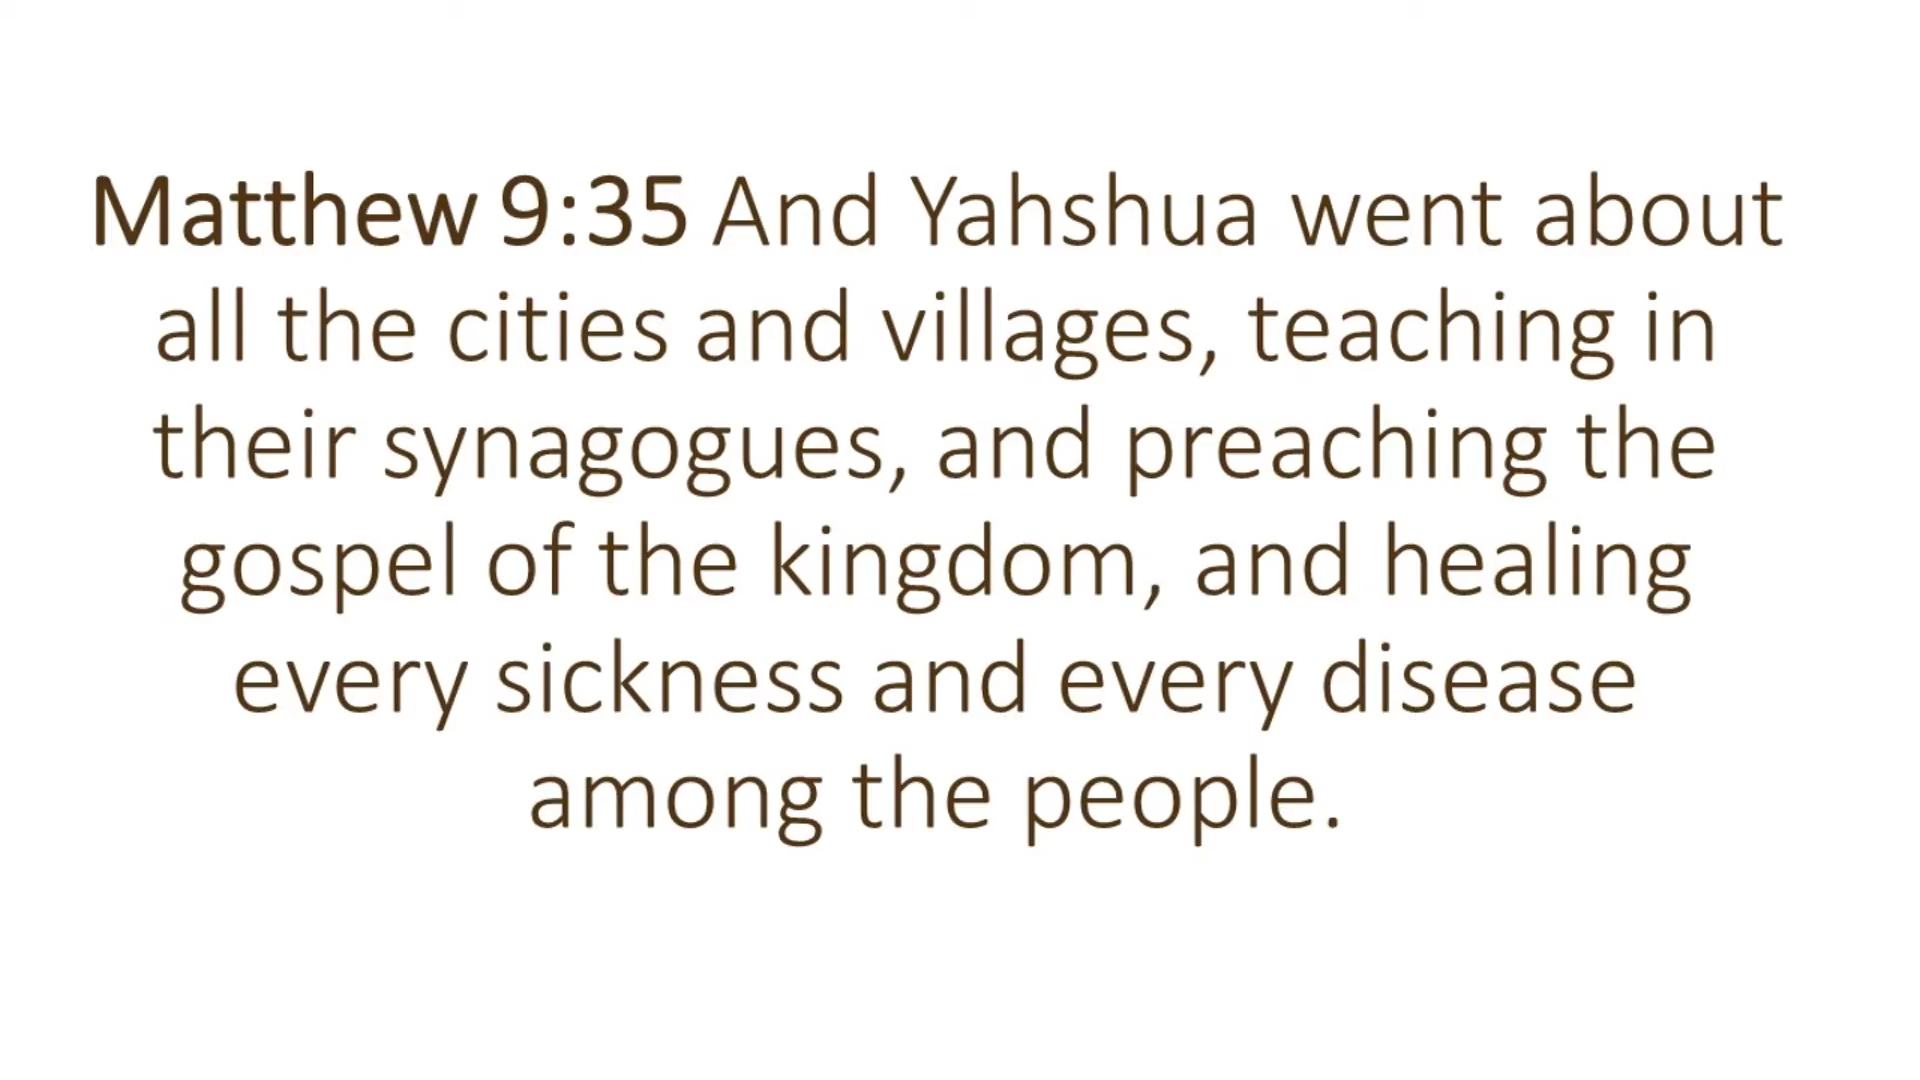 Matthew 9:35 And Yahshua went about
all the cities and villages, teaching in
their synagogues, and preaching the
gospel of the kingdom, and healing
every sickness and every disease
among the people.